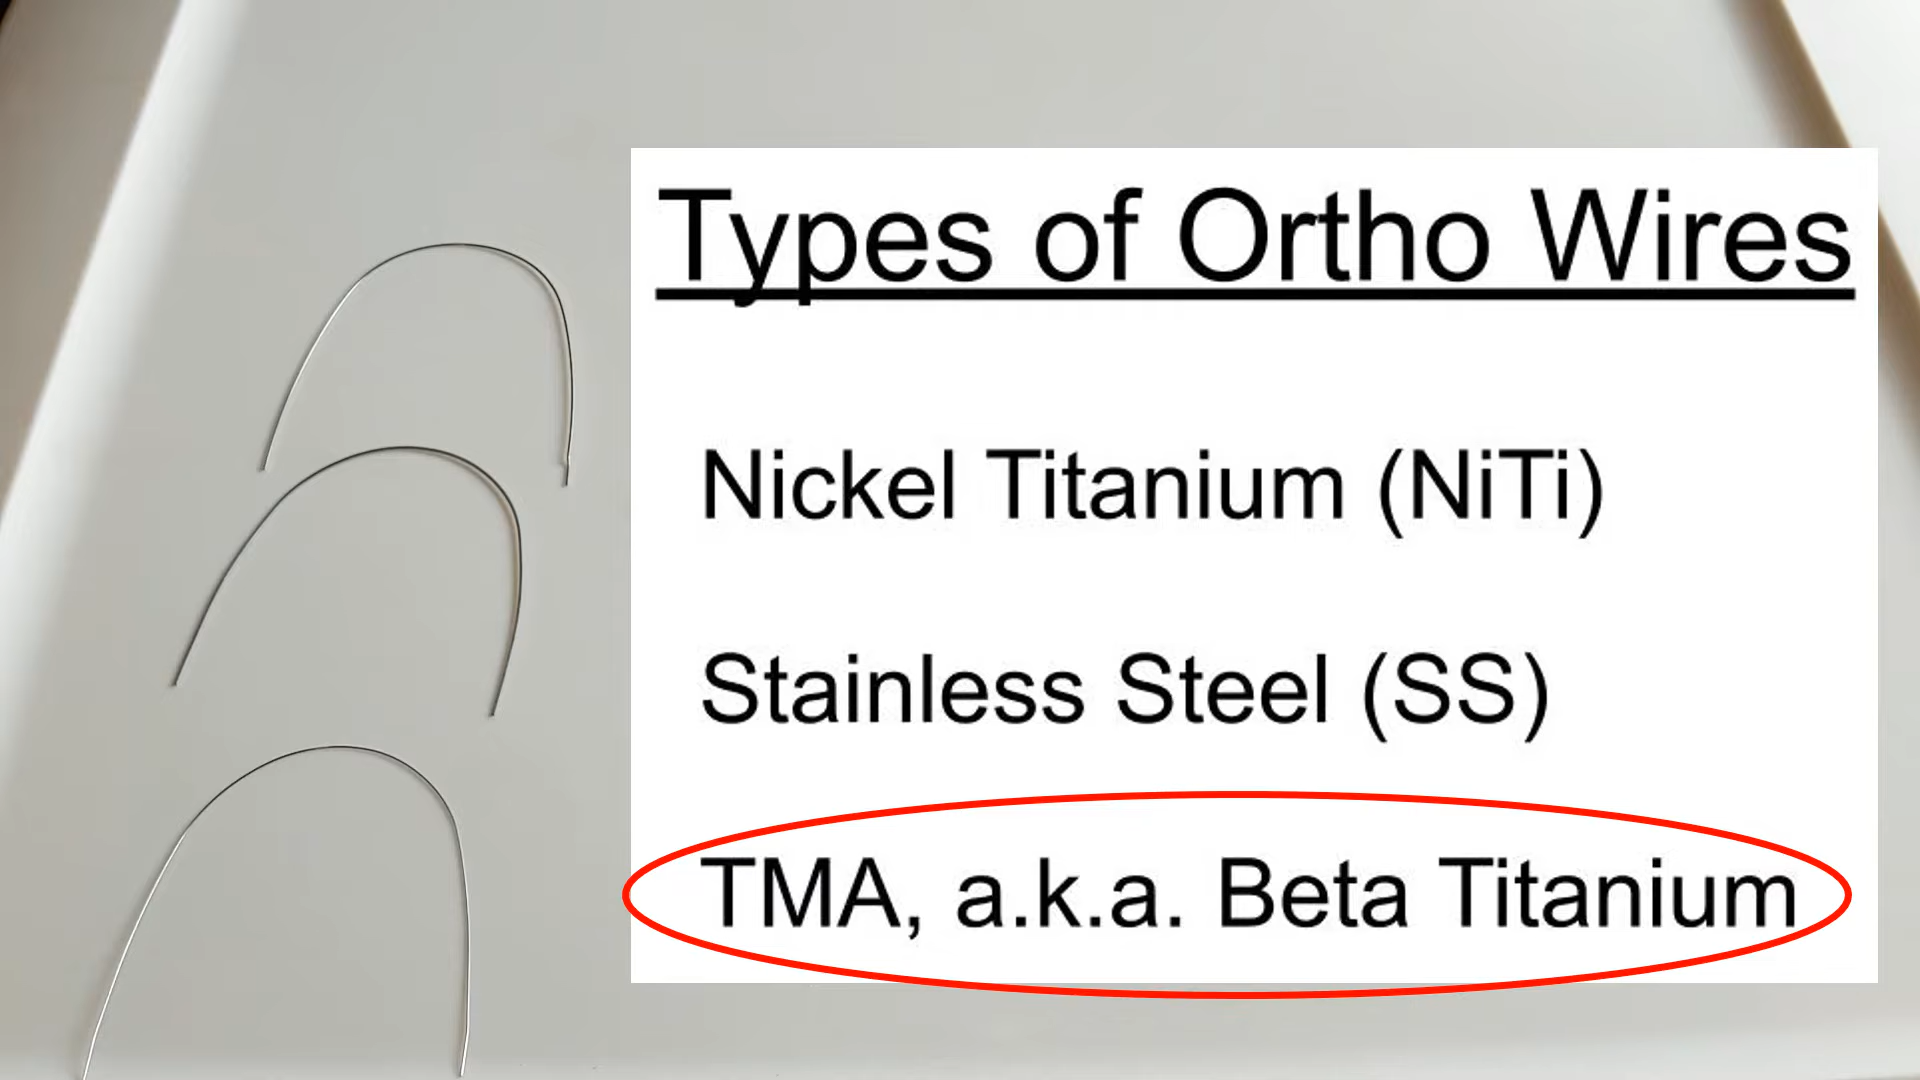 Types of Ortho Wires
Nickel Titanium (NiTi)
Stainless Steel (SS)
TMA, a.k.a. Beta Titanium